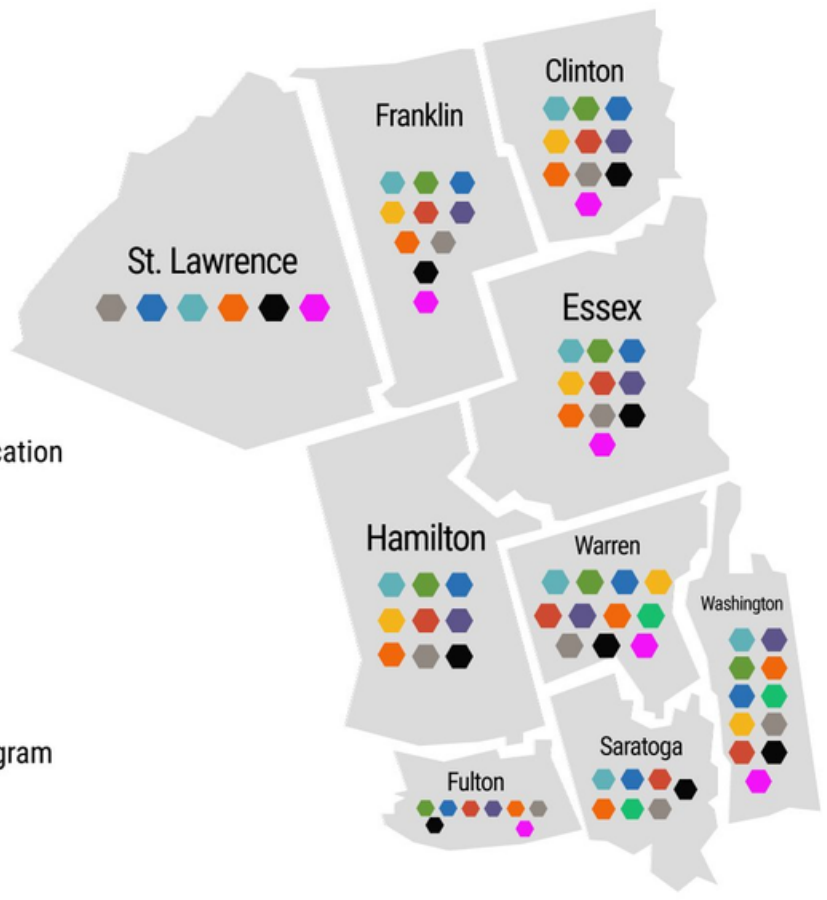 Clinton
Franklin
St. Lawrence
Essex
cation
Hamilton
Warren
Washington
gram
Saratoga
Fulton